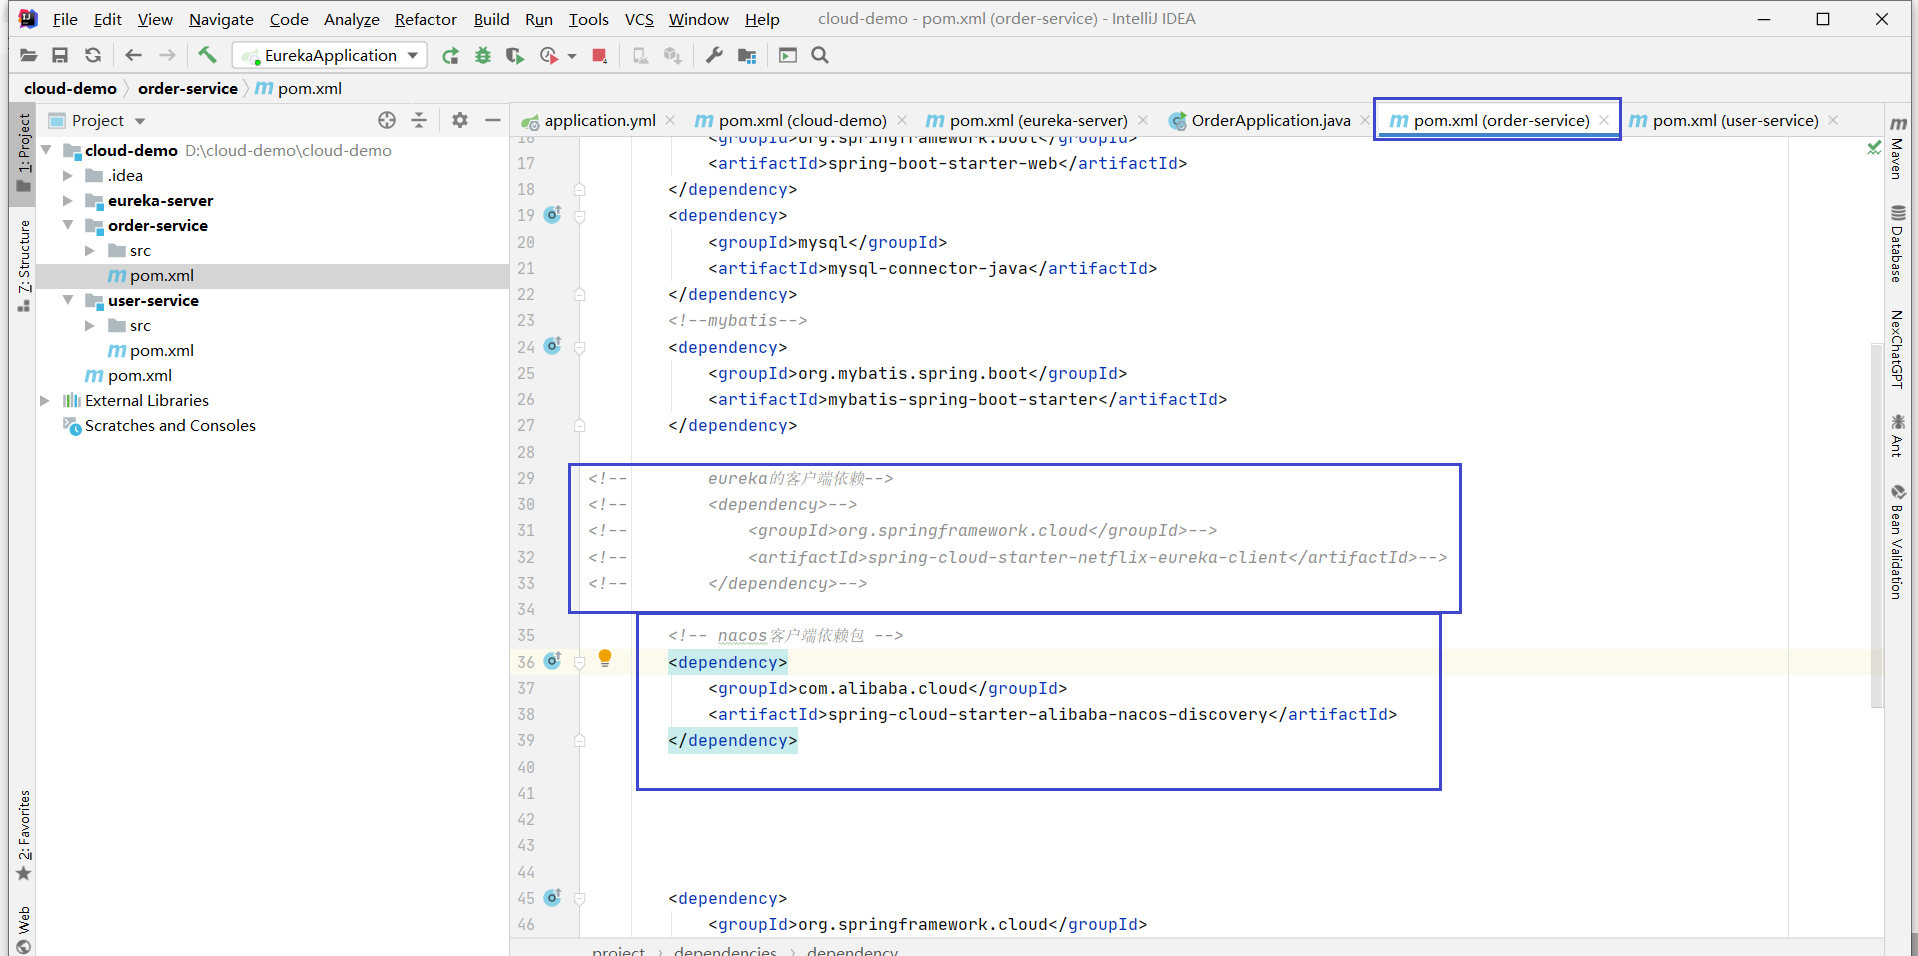 File Edit View Navigate Code Analyze Refactor Build Run Tools VCS Window Help cloud-demo - pom.xml (order-service) - IntelliJ IDEA
EurekaApplication
cloud-demo order-service pom.xml
1: Project
Z: Structure
2: Favorites
Web
Project
cloud-demo D:\cloud-demo\cloud-demo
.idea
eureka-server
order-service
src
pom.xml
user-service
src
pom.xml
pom.xml
External Libraries
Scratches and Consoles
application.yml pom.xml (cloud-demo) pom.xml (eureka-server) OrderApplication.java pom.xml (order-service) pom.xml (user-service)
16 <groupId>org.springframework.boot</groupId>
17 <artifactId>spring-boot-starter-web</artifactId>
18 </dependency>
19 <dependency>
20 <groupId>mysql</groupId>
21 <artifactId>mysql-connector-java</artifactId>
22 </dependency>
23 <!--mybatis-->
24 <dependency>
25 <groupId>org.mybatis.spring.boot</groupId>
26 <artifactId>mybatis-spring-boot-starter</artifactId>
27 </dependency>
28
29 <!-- eureka的客户端依赖-->
30 <!-- <dependency>-->
31 <!-- <groupId>org.springframework.cloud</groupId>-->
32 <!-- <artifactId>spring-cloud-starter-netflix-eureka-client</artifactId>-->
33 <!-- </dependency>-->
34
35 <!-- nacos客户端依赖包 -->
36 <dependency>
37 <groupId>com.alibaba.cloud</groupId>
38 <artifactId>spring-cloud-starter-alibaba-nacos-discovery</artifactId>
39 </dependency>
40
41
42
43
44
45 <dependency>
46 <groupId>org.springframework.cloud</groupId>
project › dependencies › dependency
Maven
Database
NexChatGPT
Ant
Bean Validation